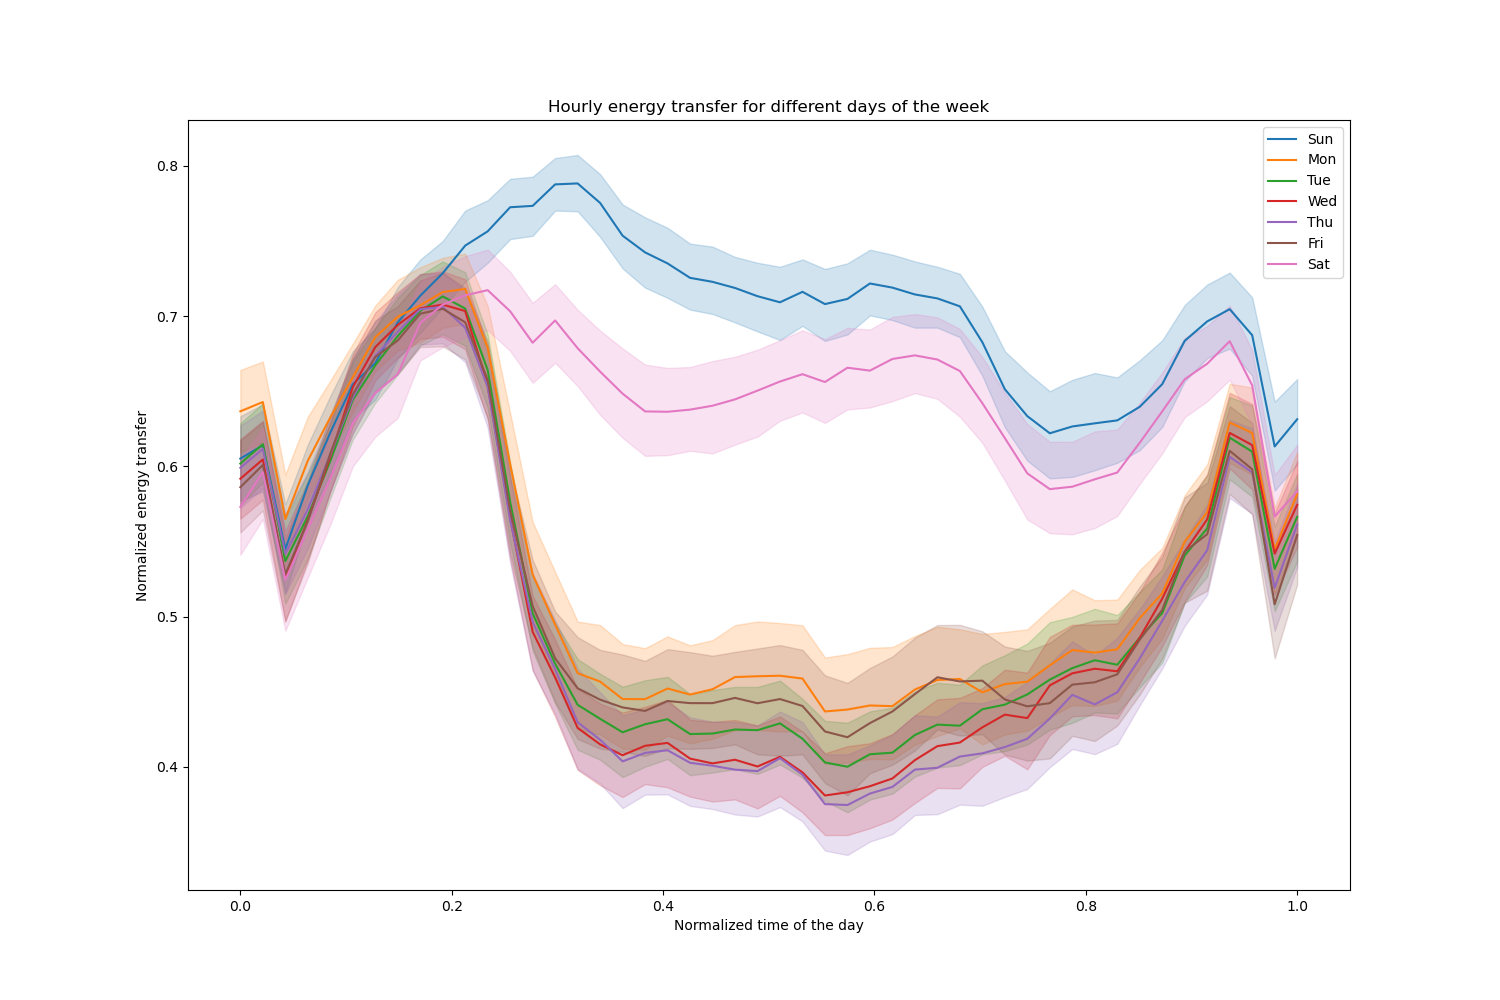 Hourly energy transfer for different days of the week
Sun
Mon
Tue
Wed
Thu
Fri
Sat
Normalized energy transfer
0.8
0.7
0.6
0.5
0.4
0.0 0.2 0.4 0.6 0.8 1.0
Normalized time of the day